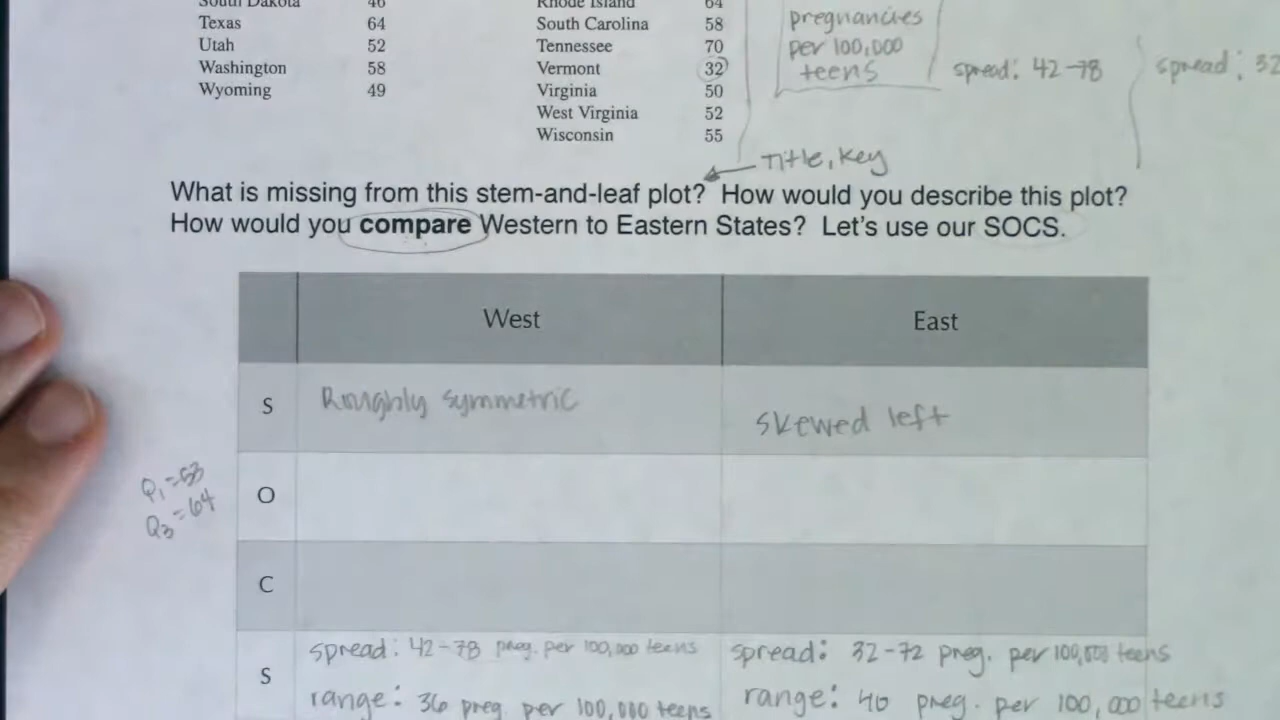 South Dakota 46 Rhode Island 64
Texas 64 South Carolina 58
Utah 52 Tennessee 70
Washington 58 Vermont 32
Wyoming 49 Virginia 50
West Virginia 52
Wisconsin 55
pregnancies
per 100,000
teens
spread: 42-78
spread: 32
Title, Key
What is missing from this stem-and-leaf plot? How would you describe this plot?
How would you compare Western to Eastern States? Let's use our SOCS.
West East
S Roughly symmetric skewed left
Q1=53
Q3=64
O
C
S
spread: 42-78 preg. per 100,000 teens spread: 32-72 preg. per 100,000 teens
range: 36 preg. per 100,000 teens range: 40 preg. per 100,000 teens